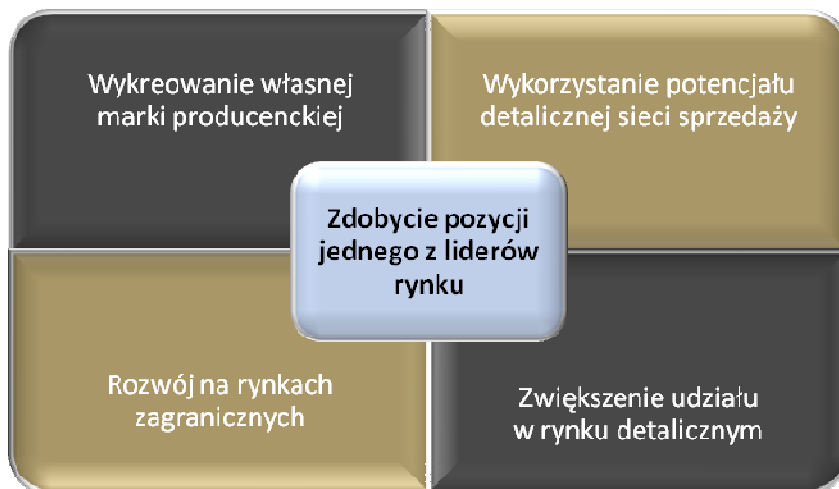 Wykreowanie własnej
marki producenckiej
Wykorzystanie potencjału
detalicznej sieci sprzedaży
Zdobycie pozycji
jednego z liderów
rynku
Rozwój na rynkach
zagranicznych
Zwiększenie udziału
w rynku detalicznym